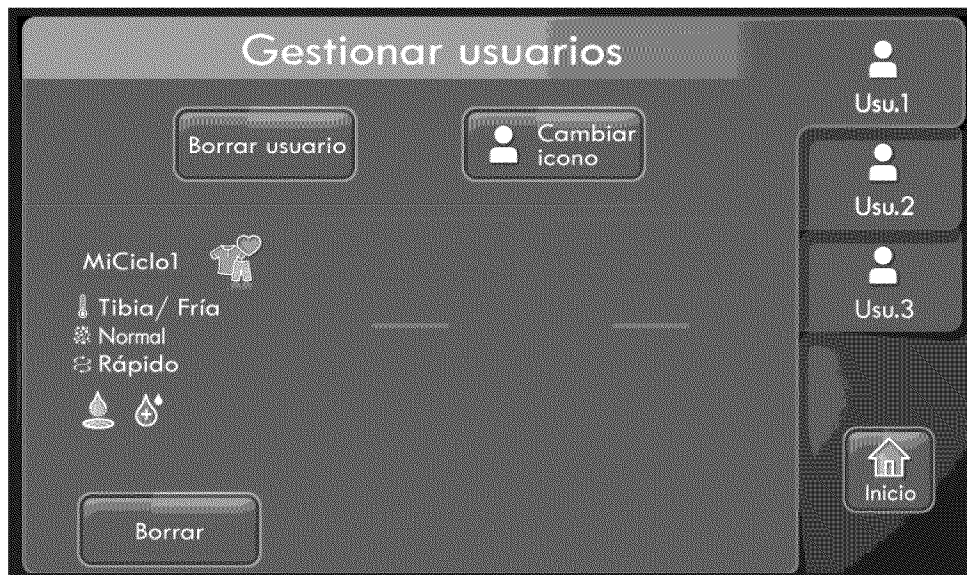 Gestionar usuarios
Usu.1
Borrar usuario
Cambiar
icono
Usu.2
MiCiclo1
Tibia/ Fría
Normal
Rápido
Usu.3
Inicio
Borrar